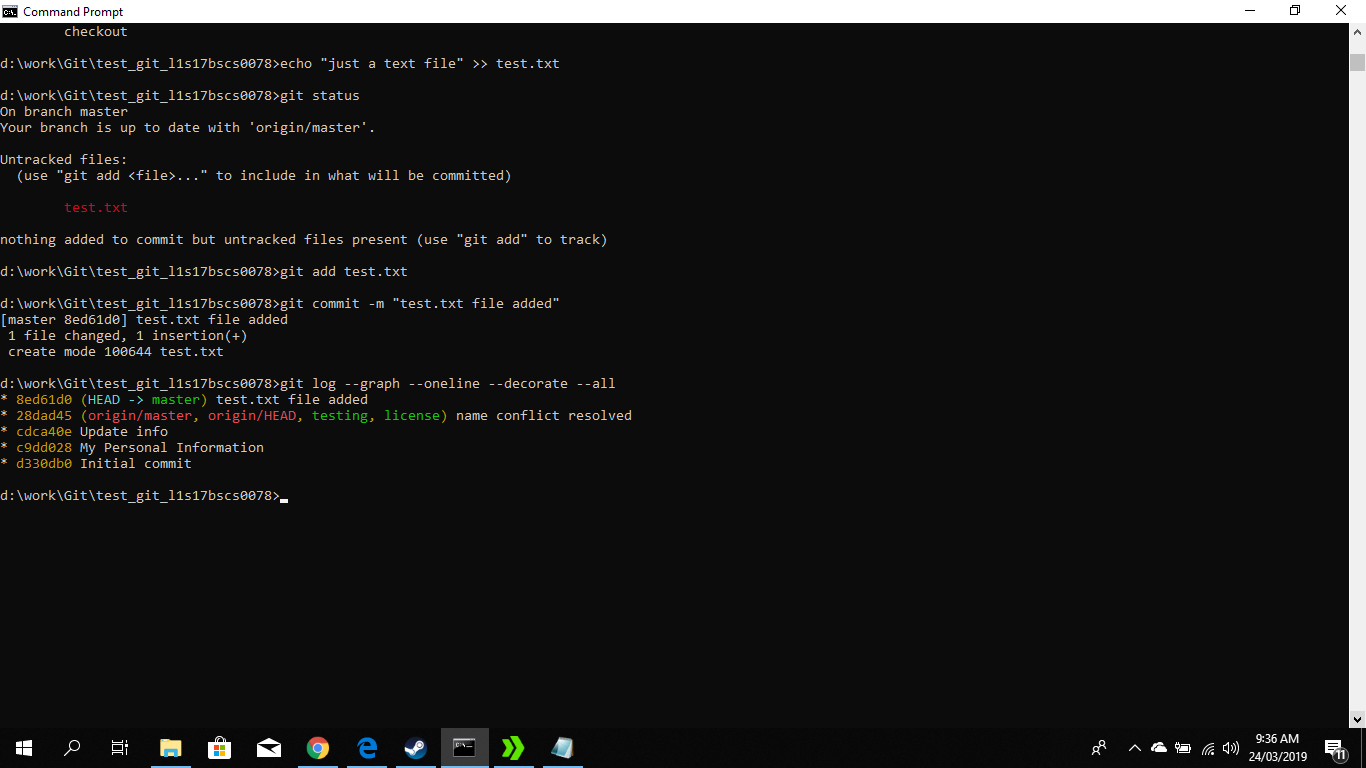 Command Prompt
checkout
d:\work\Git\test_git_l1s17bscs0078>echo "just a text file" >> test.txt
d:\work\Git\test_git_l1s17bscs0078>git status
On branch master
Your branch is up to date with 'origin/master'.
Untracked files:
(use "git add <file>..." to include in what will be committed)
test.txt
nothing added to commit but untracked files present (use "git add" to track)
d:\work\Git\test_git_l1s17bscs0078>git add test.txt
d:\work\Git\test_git_l1s17bscs0078>git commit -m "test.txt file added"
[master 8ed61d0] test.txt file added
1 file changed, 1 insertion(+)
create mode 100644 test.txt
d:\work\Git\test_git_l1s17bscs0078>git log --graph --oneline --decorate --all
* 8ed61d0 (HEAD -> master) test.txt file added
* 28dad45 (origin/master, origin/HEAD, testing, license) name conflict resolved
* cdca40e Update info
* c9dd028 My Personal Information
* d330db0 Initial commit
d:\work\Git\test_git_l1s17bscs0078>
9:36 AM
24/03/2019
11